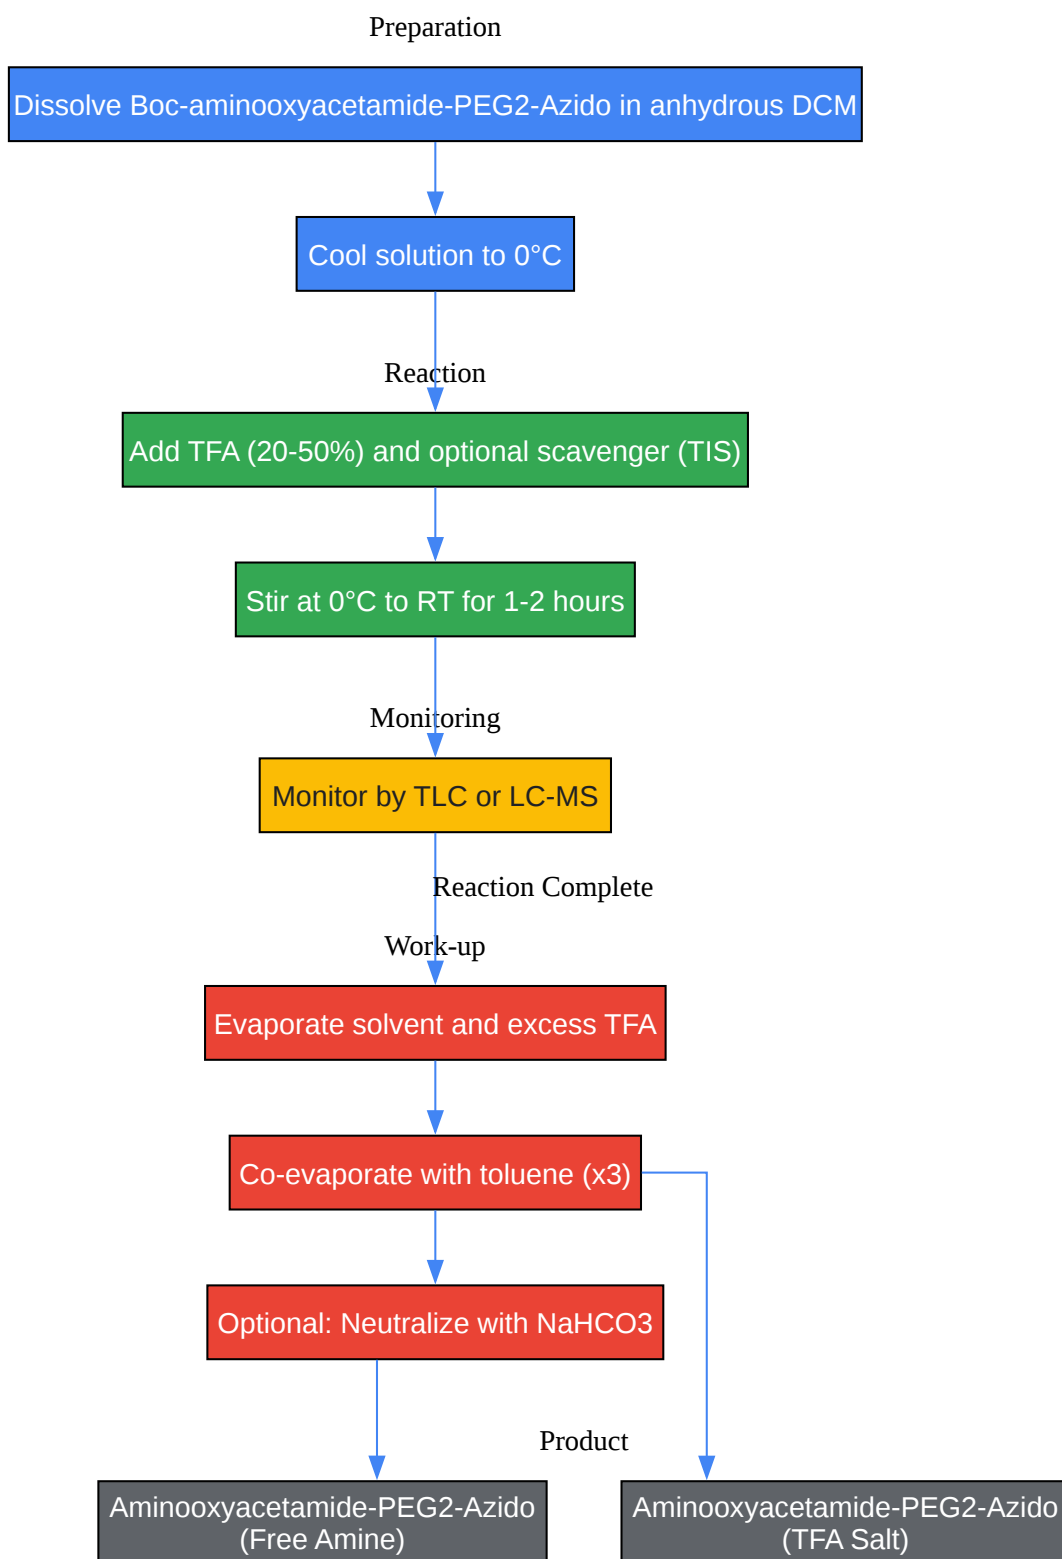 Preparation
Dissolve Boc-aminooxyacetamide-PEG2-Azido in anhydrous DCM
Cool solution to 0°C
Reaction
Add TFA (20-50%) and optional scavenger (TIS)
Stir at 0°C to RT for 1-2 hours
Monitoring
Monitor by TLC or LC-MS
Reaction Complete
Work-up
Evaporate solvent and excess TFA
Co-evaporate with toluene (x3)
Optional: Neutralize with NaHCO3
Product
Aminooxyacetamide-PEG2-Azido
(Free Amine)
Aminooxyacetamide-PEG2-Azido
(TFA Salt)